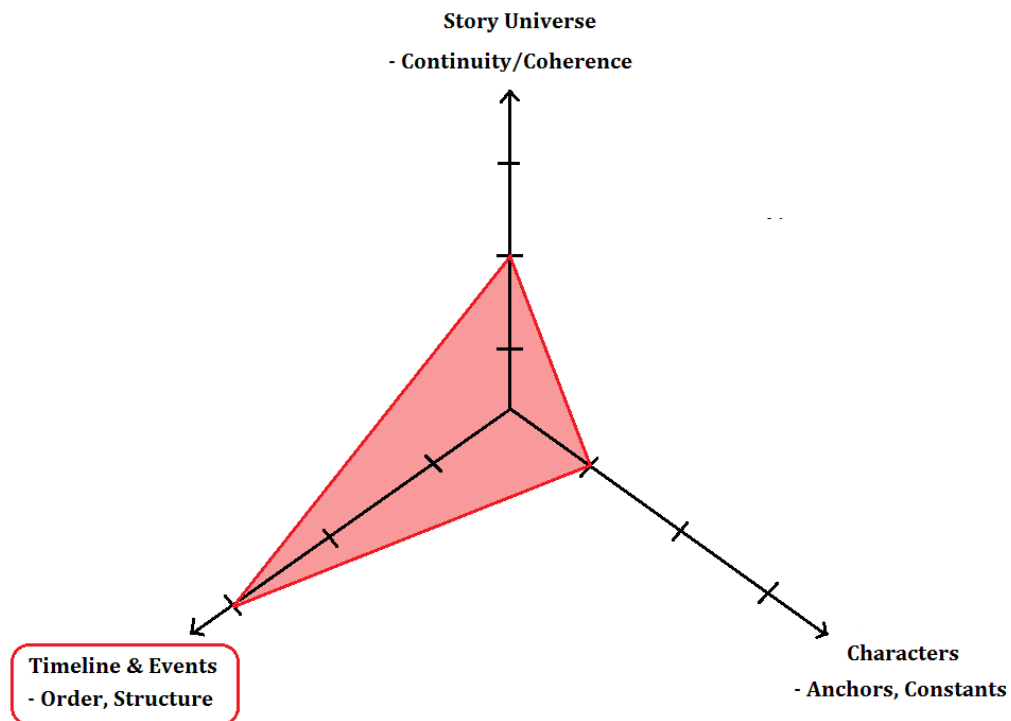 Story Universe
- Continuity/Coherence
Timeline & Events
- Order, Structure
Characters
- Anchors, Constants